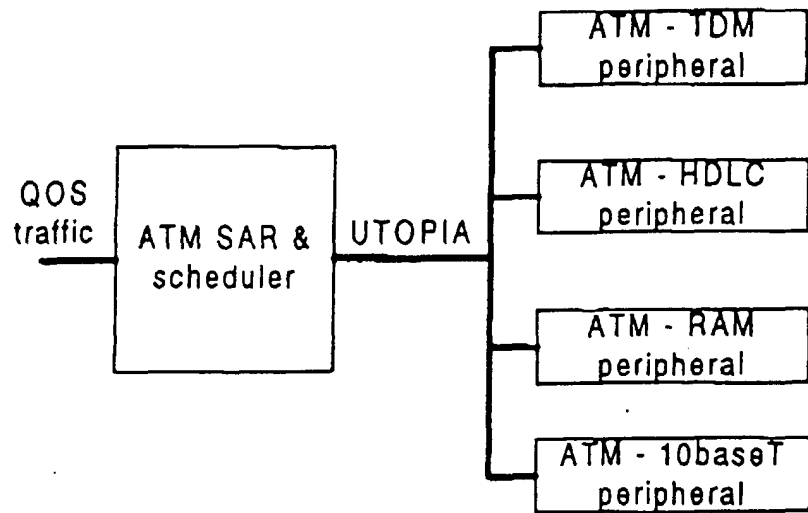 ATM - TDM
peripheral
ATM - HDLC
peripheral
QOS
traffic
ATM SAR &
scheduler
UTOPIA
ATM - RAM
peripheral
ATM - 10baseT
peripheral